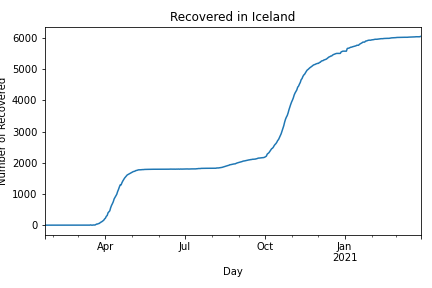 Recovered in Iceland
Number of Recovered
6000
5000
4000
3000
2000
1000
0
Apr
Jul
Oct
Jan
2021
Day